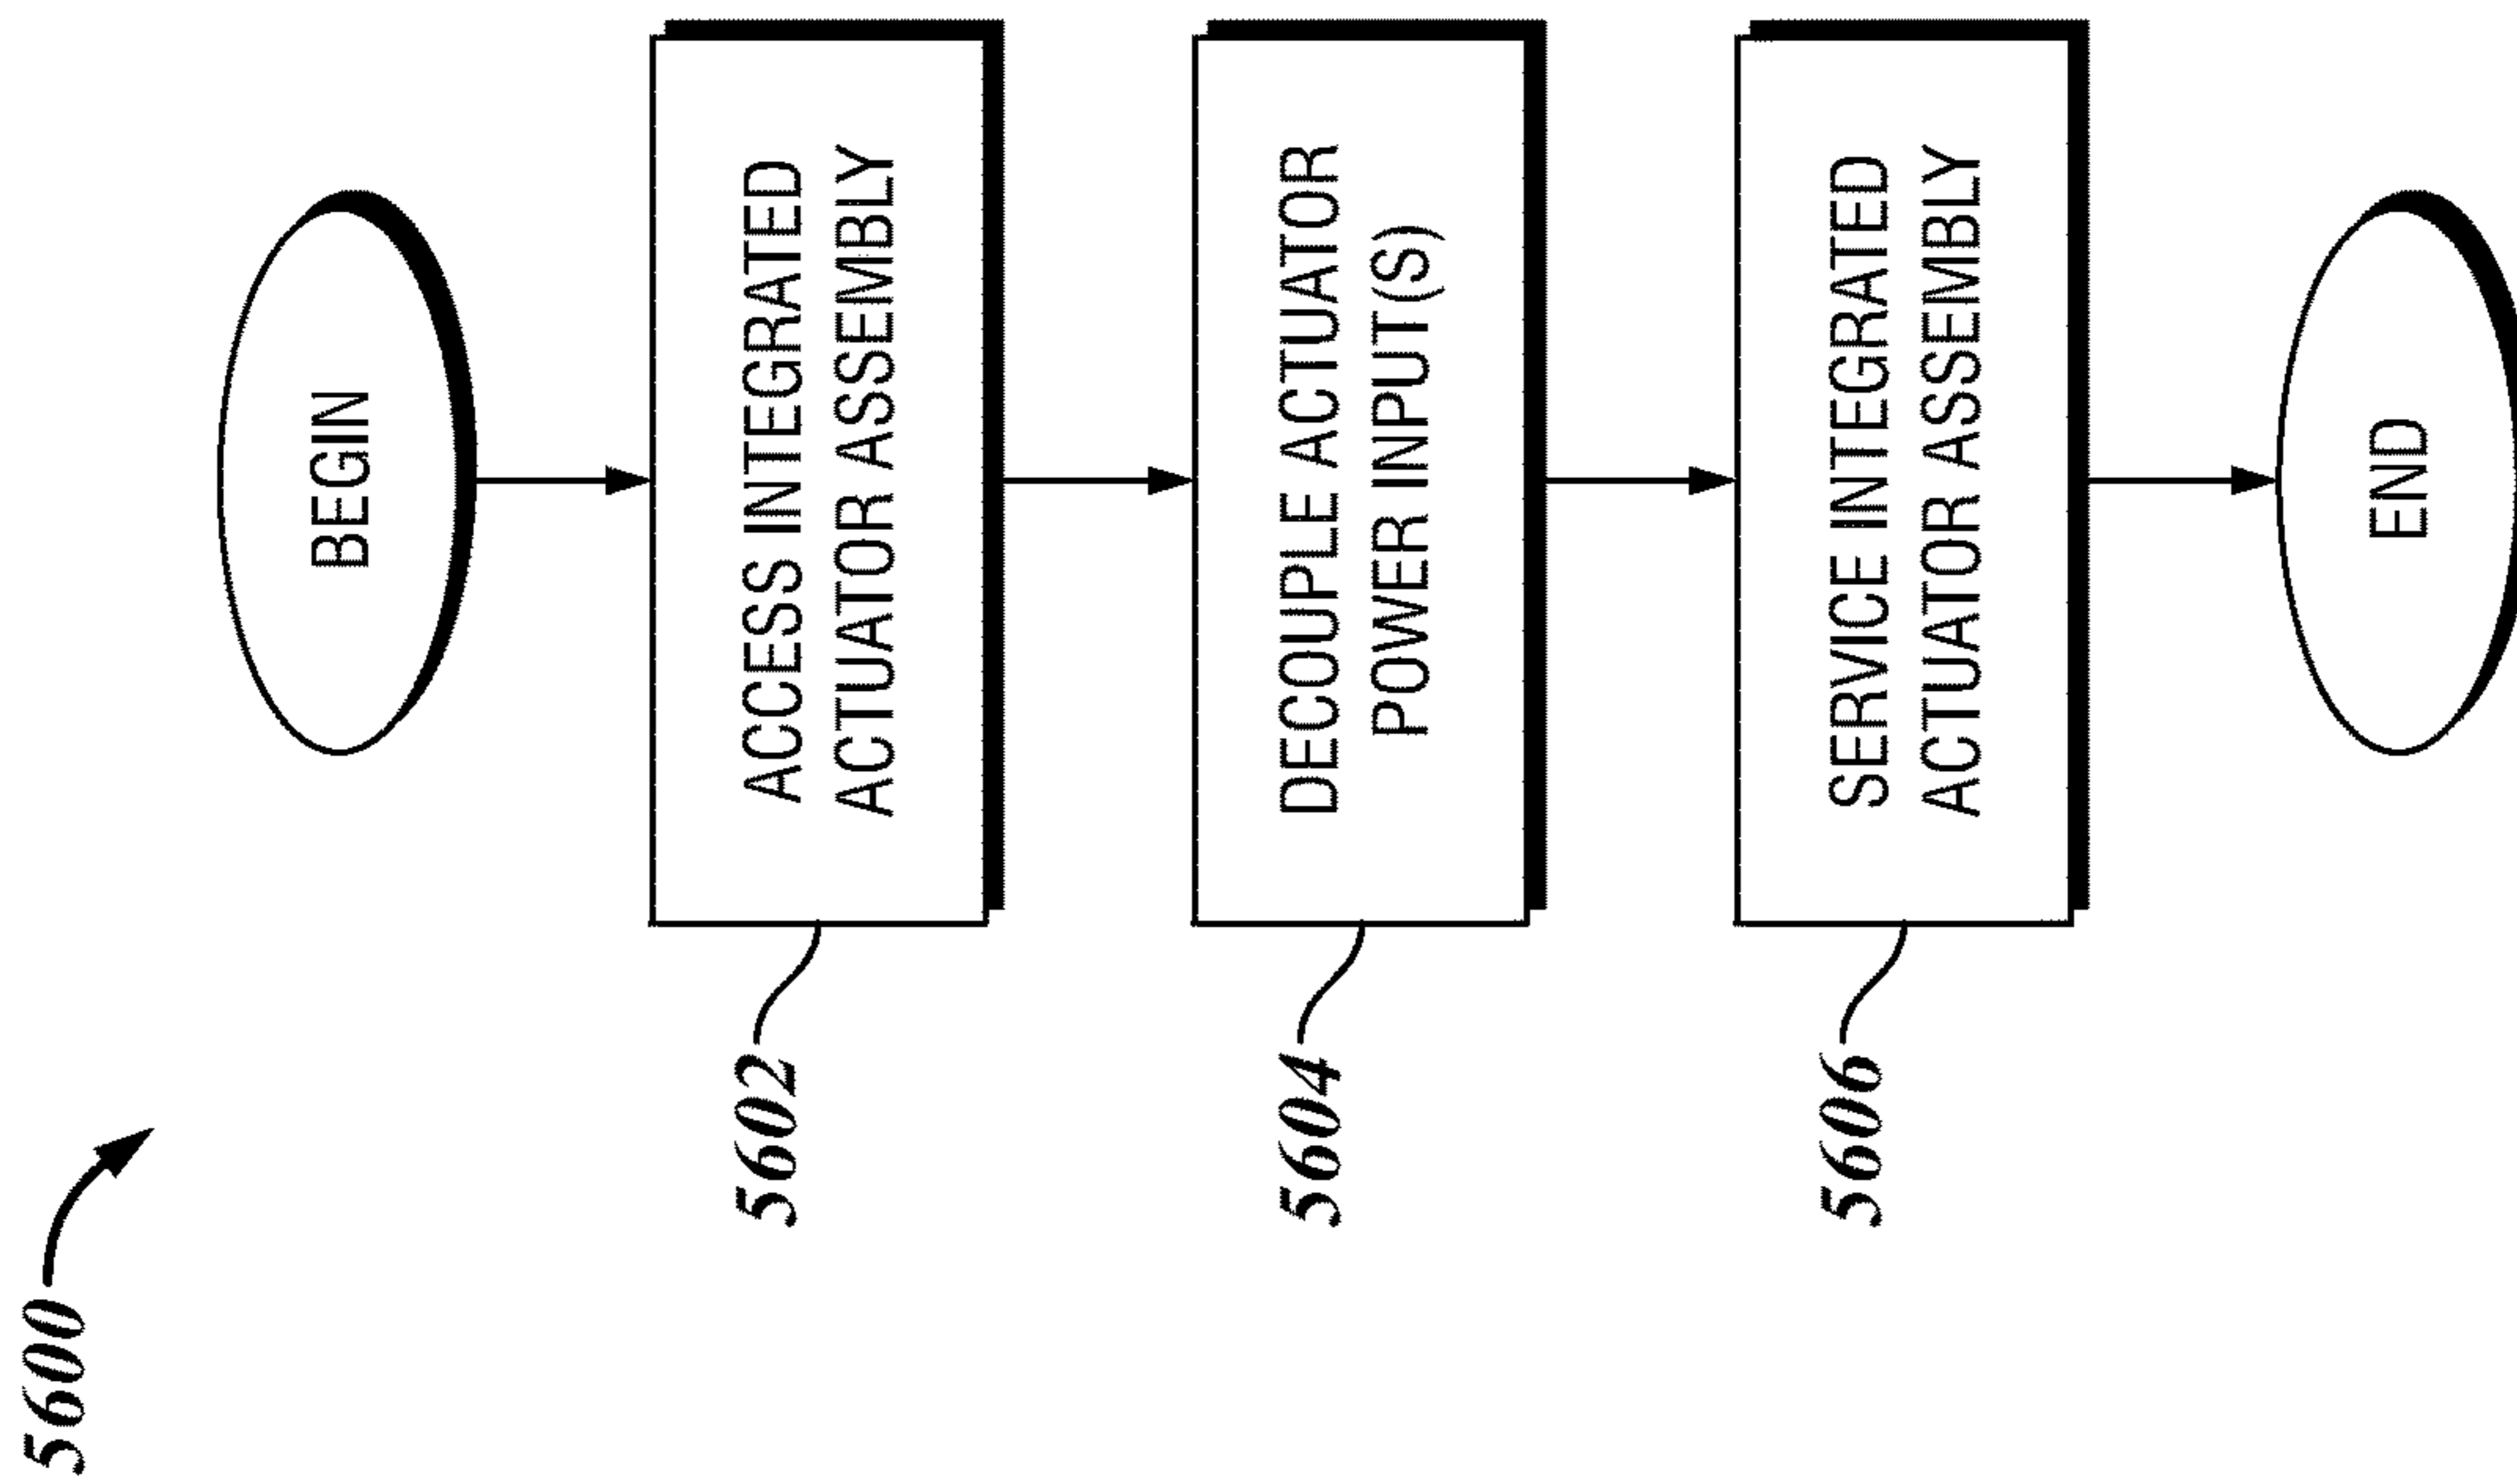 5600
BEGIN
5602
ACCESS INTEGRATED
ACTUATOR ASSEMBLY
5604
DECOUPLE ACTUATOR
POWER INPUT(S)
5606
SERVICE INTEGRATED
ACTUATOR ASSEMBLY
END